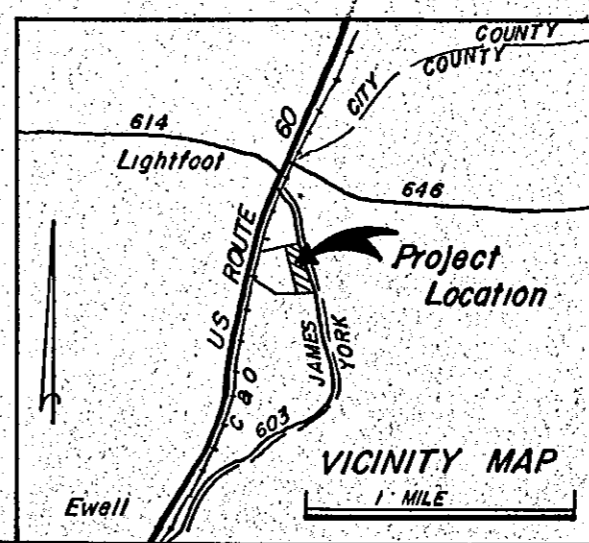 COUNTY
COUNTY
CITY
60
614
Lightfoot
646
US ROUTE
Project
Location
JAMES
YORK
C & O
603
VICINITY MAP
1 MILE
Ewell